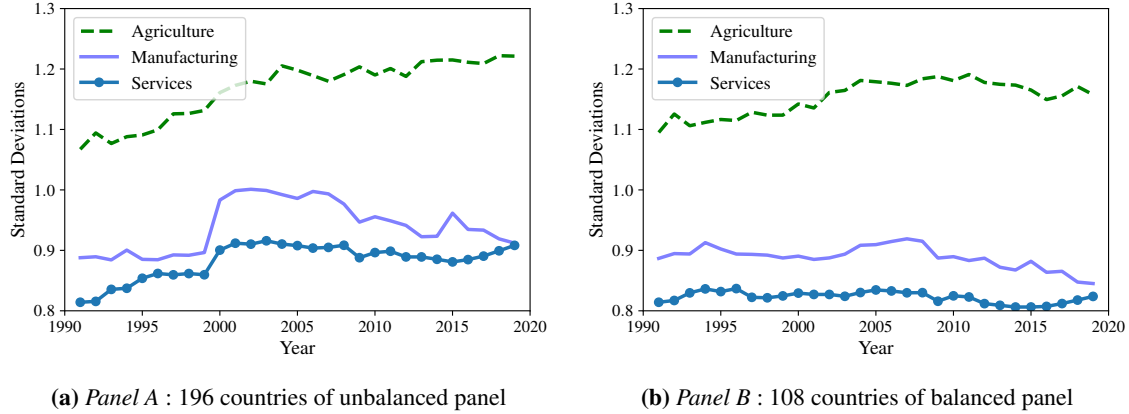 1.3
1.2
1.1
1.0
0.9
0.8
Standard Deviations
Agriculture
Manufacturing
Services
1990
1995
2000
2005
2010
2015
2020
Year
(a) Panel A : 196 countries of unbalanced panel
1.3
1.2
1.1
1.0
0.9
0.8
Standard Deviations
Agriculture
Manufacturing
Services
1990
1995
2000
2005
2010
2015
2020
Year
(b) Panel B : 108 countries of balanced panel